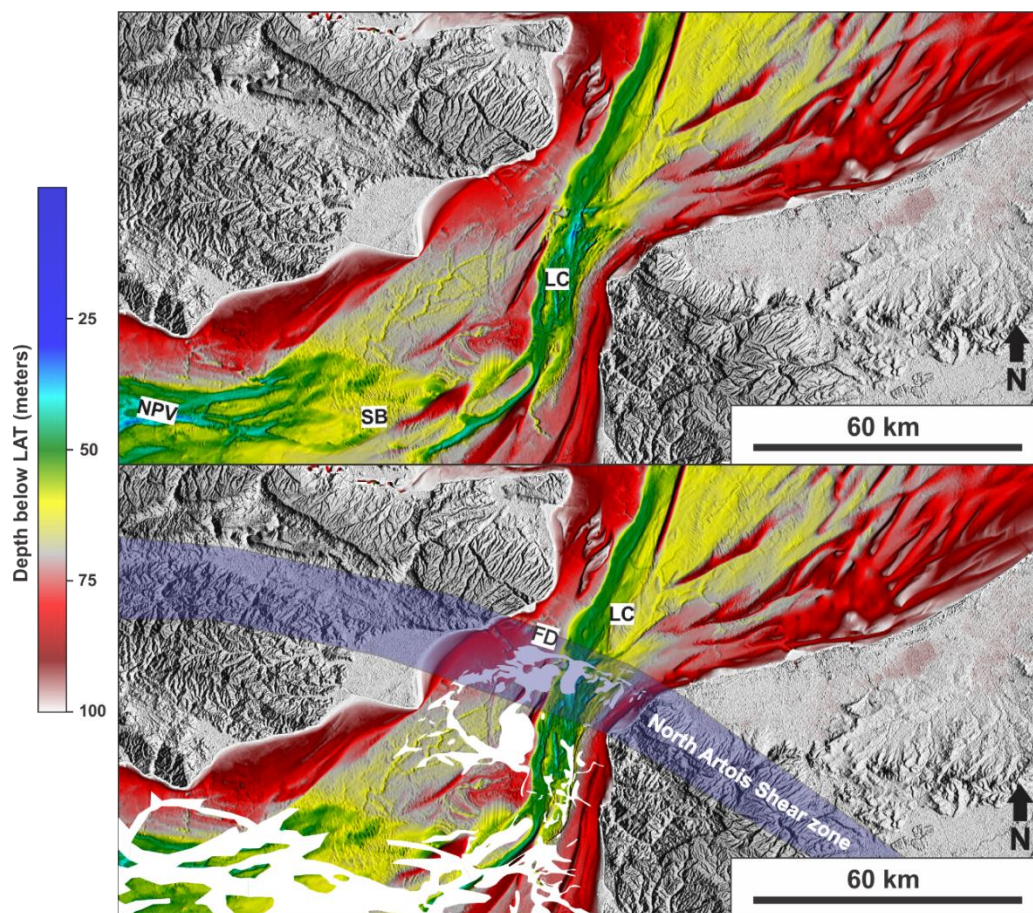 LC
NPV
SB
N
60 km
Depth below LAT (meters)
25
50
75
100
FD
LC
North Artois Shear zone
N
60 km